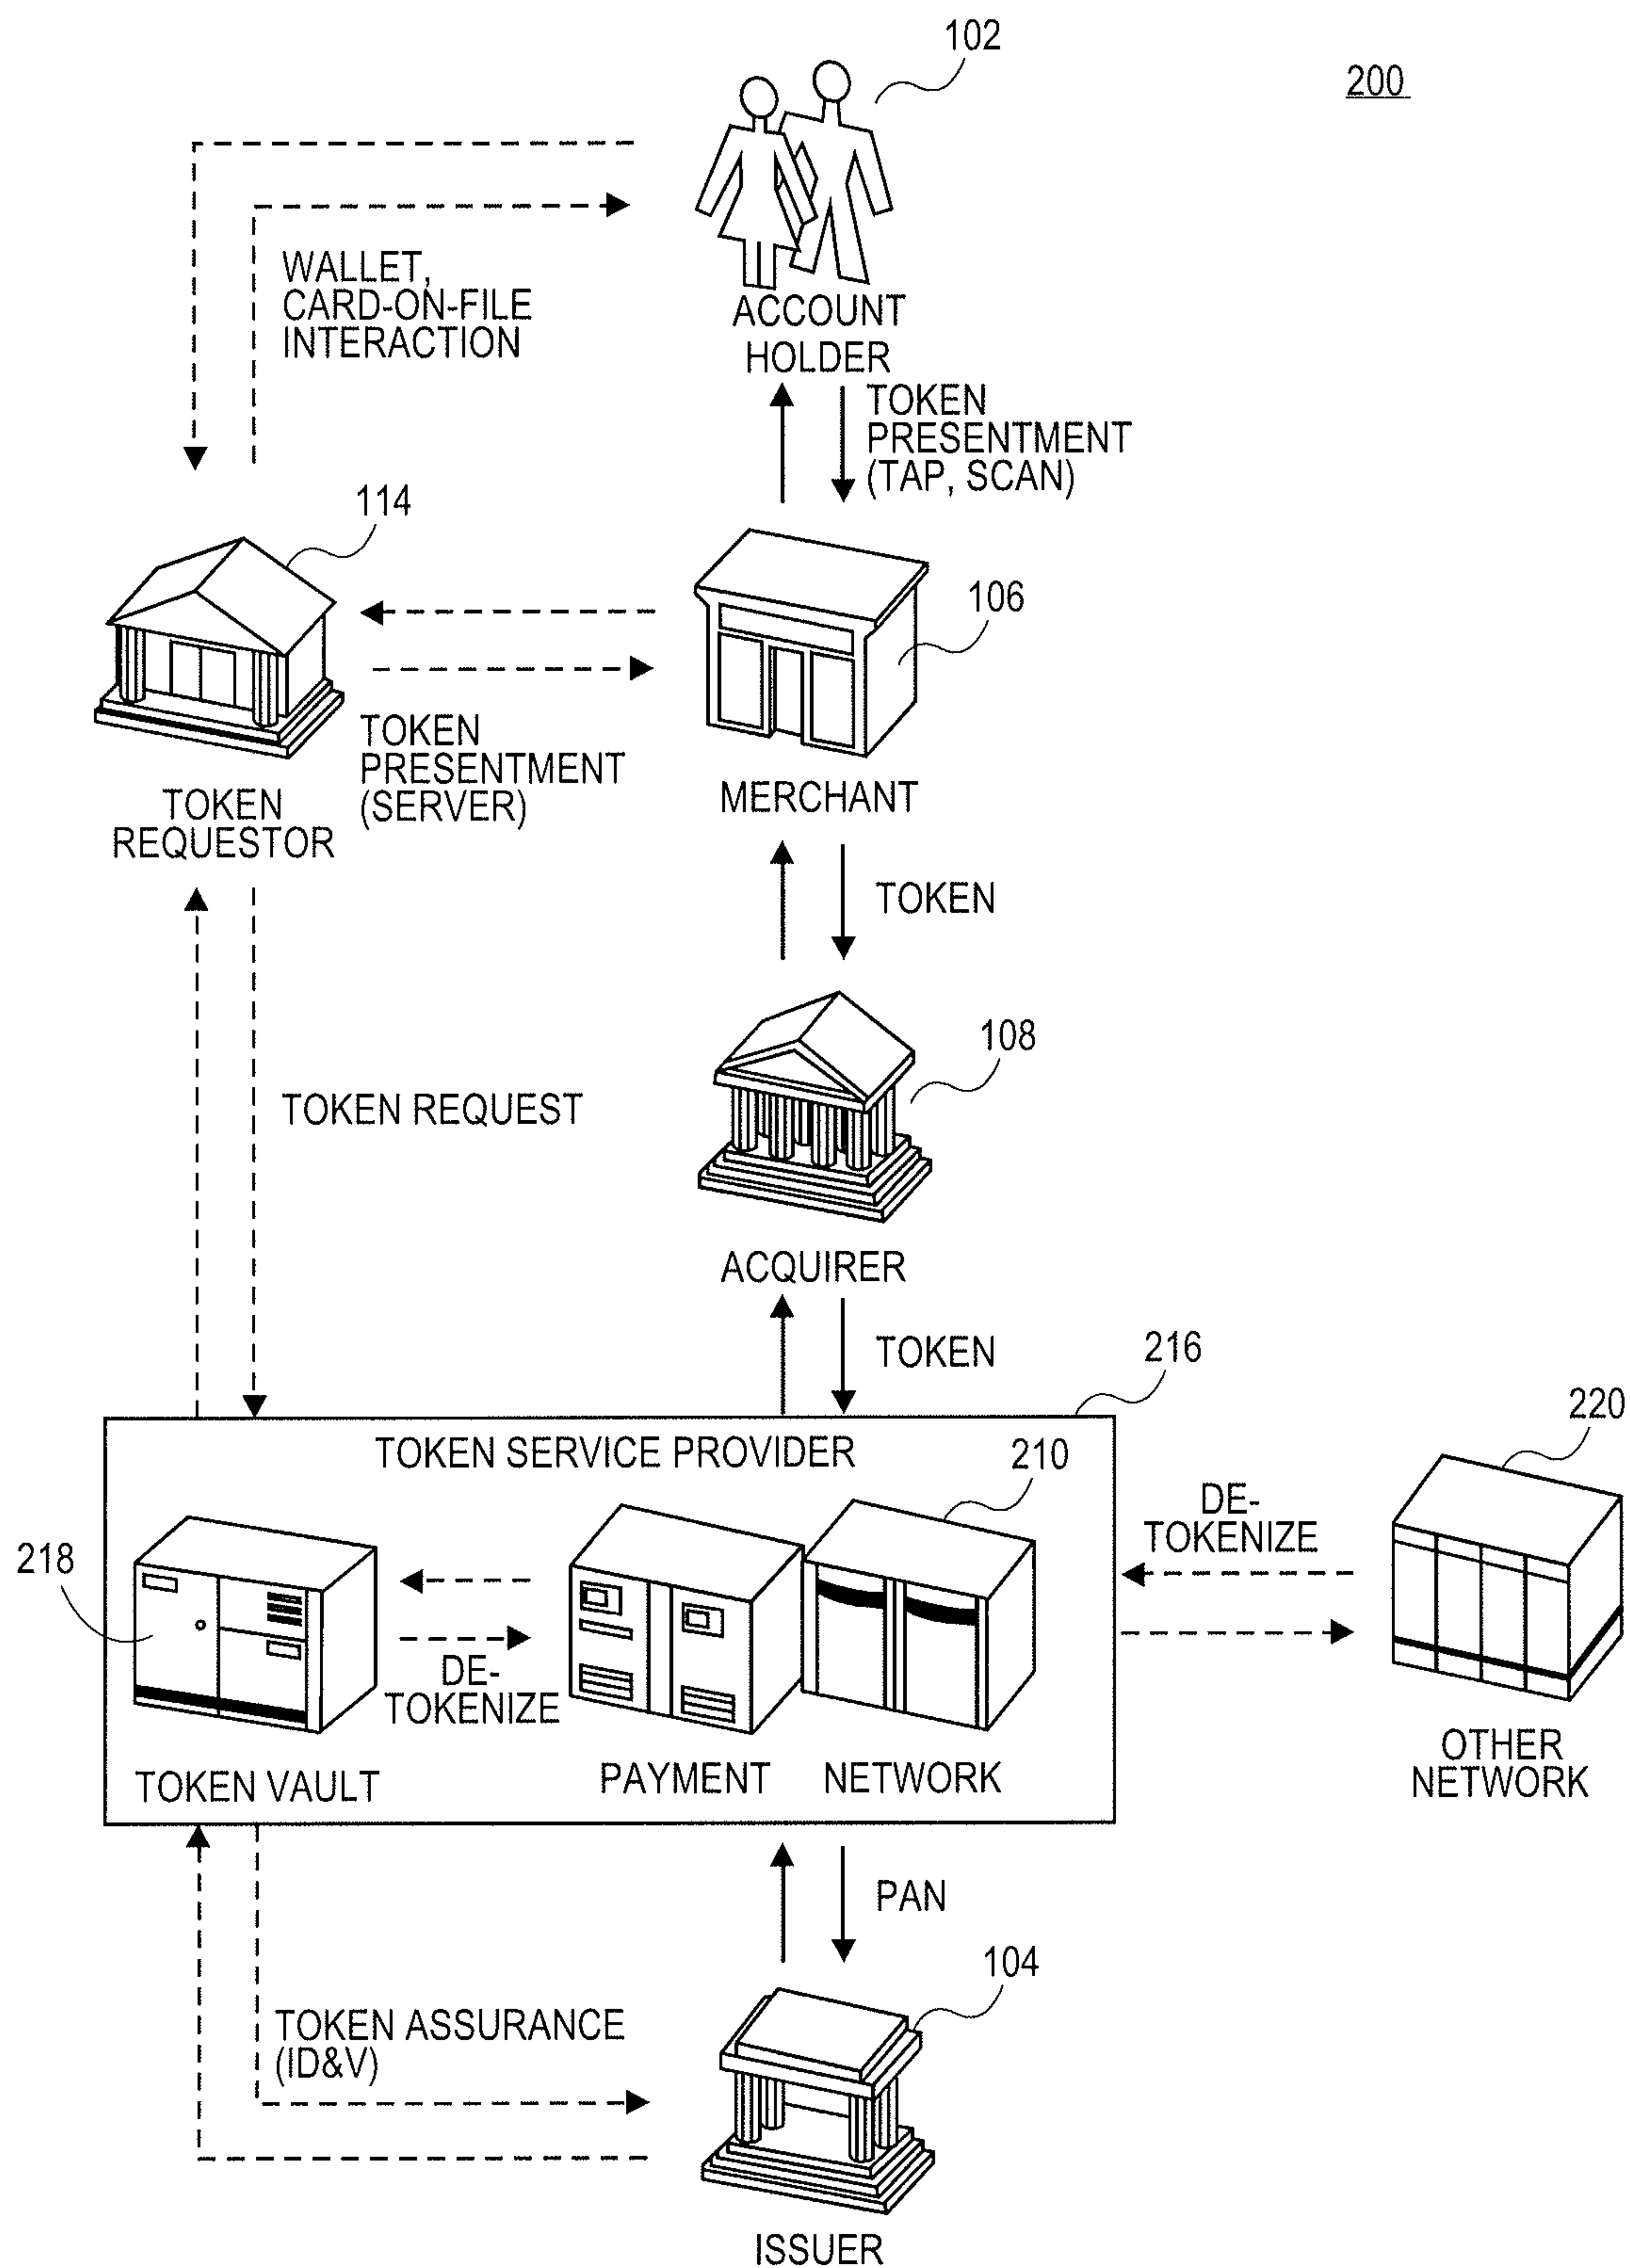 102
200
WALLET,
CARD-ON-FILE
INTERACTION
ACCOUNT
HOLDER
TOKEN
PRESENTMENT
(TAP, SCAN)
114
106
TOKEN
PRESENTMENT
(SERVER)
TOKEN
REQUESTOR
MERCHANT
TOKEN
108
TOKEN REQUEST
ACQUIRER
TOKEN
216
220
TOKEN SERVICE PROVIDER
210
DE-
TOKENIZE
218
DE-
TOKENIZE
TOKEN VAULT
PAYMENT NETWORK
OTHER
NETWORK
PAN
104
TOKEN ASSURANCE
(ID&V)
ISSUER